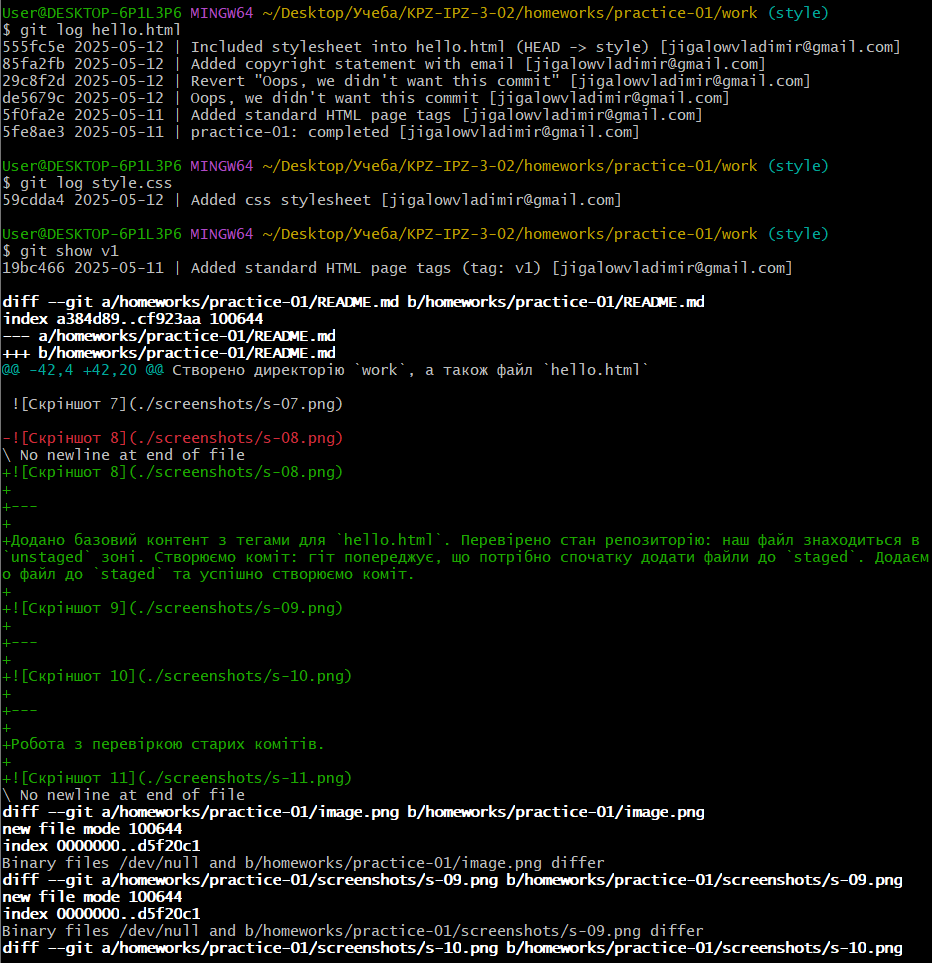 User@DESKTOP-6P1L3P6 MINGW64 ~/Desktop/Учеба/KPZ-IPZ-3-02/homeworks/practice-01/work (style)
$ git log hello.html
555fc5e 2025-05-12 | Included stylesheet into hello.html (HEAD -> style) [jigalowvladimir@gmail.com]
85fa2fb 2025-05-12 | Added copyright statement with email [jigalowvladimir@gmail.com]
29c8f2d 2025-05-12 | Revert "Oops, we didn't want this commit" [jigalowvladimir@gmail.com]
de5679c 2025-05-12 | Oops, we didn't want this commit [jigalowvladimir@gmail.com]
5f0fa2e 2025-05-11 | Added standard HTML page tags [jigalowvladimir@gmail.com]
5fe8ae3 2025-05-11 | practice-01: completed [jigalowvladimir@gmail.com]
User@DESKTOP-6P1L3P6 MINGW64 ~/Desktop/Учеба/KPZ-IPZ-3-02/homeworks/practice-01/work (style)
$ git log style.css
59cdda4 2025-05-12 | Added css stylesheet [jigalowvladimir@gmail.com]
User@DESKTOP-6P1L3P6 MINGW64 ~/Desktop/Учеба/KPZ-IPZ-3-02/homeworks/practice-01/work (style)
$ git show v1
19bc466 2025-05-11 | Added standard HTML page tags (tag: v1) [jigalowvladimir@gmail.com]
diff --git a/homeworks/practice-01/README.md b/homeworks/practice-01/README.md
index a384d89..cf923aa 100644
--- a/homeworks/practice-01/README.md
+++ b/homeworks/practice-01/README.md
@@ -42,4 +42,20 @@ Створено директорію `work`, а також файл `hello.html`
 ![Скріншот 7](./screenshots/s-07.png)
-![Скріншот 8](./screenshots/s-08.png)
\ No newline at end of file
+![Скріншот 8](./screenshots/s-08.png)
+
+---
+
+Додано базовий контент з тегами для `hello.html`. Перевірено стан репозиторію: наш файл знаходиться в
`unstaged` зоні. Створюємо коміт: гіт попереджує, що потрібно спочатку додати файли до `staged`. Додаєм
о файл до `staged` та успішно створюємо коміт.
+
+![Скріншот 9](./screenshots/s-09.png)
+
+---
+
+![Скріншот 10](./screenshots/s-10.png)
+
+---
+
+Робота з перевіркою старих комітів.
+
+![Скріншот 11](./screenshots/s-11.png)
\ No newline at end of file
diff --git a/homeworks/practice-01/image.png b/homeworks/practice-01/image.png
new file mode 100644
index 0000000..d5f20c1
Binary files /dev/null and b/homeworks/practice-01/image.png differ
diff --git a/homeworks/practice-01/screenshots/s-09.png b/homeworks/practice-01/screenshots/s-09.png
new file mode 100644
index 0000000..d5f20c1
Binary files /dev/null and b/homeworks/practice-01/screenshots/s-09.png differ
diff --git a/homeworks/practice-01/screenshots/s-10.png b/homeworks/practice-01/screenshots/s-10.png